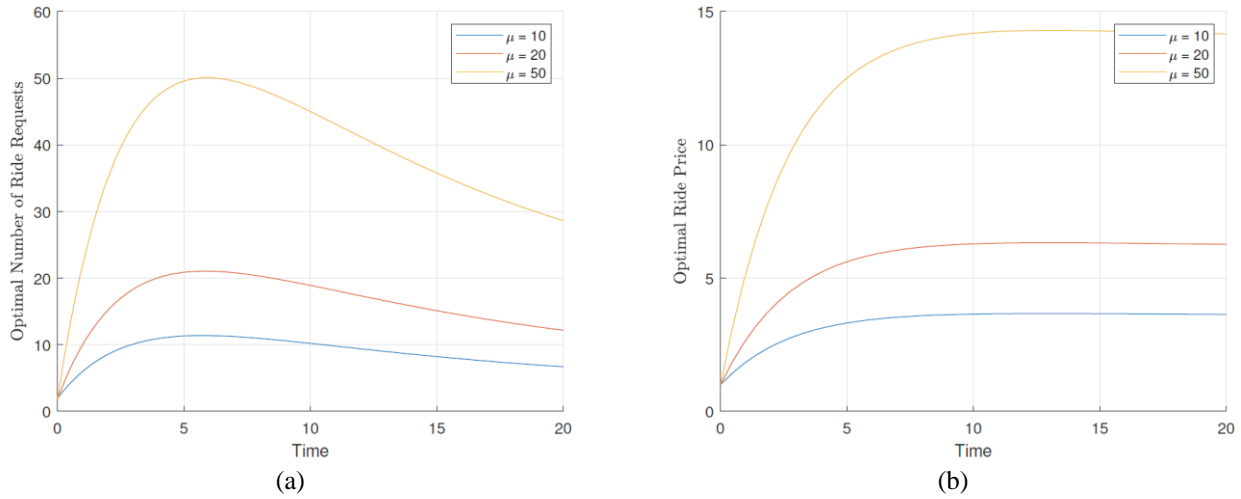 60
50
40
30
20
10
0
Optimal Number of Ride Requests
μ = 10
μ = 20
μ = 50
0 5 10 15 20
Time
(a)
15
10
5
0
Optimal Ride Price
μ = 10
μ = 20
μ = 50
0 5 10 15 20
Time
(b)